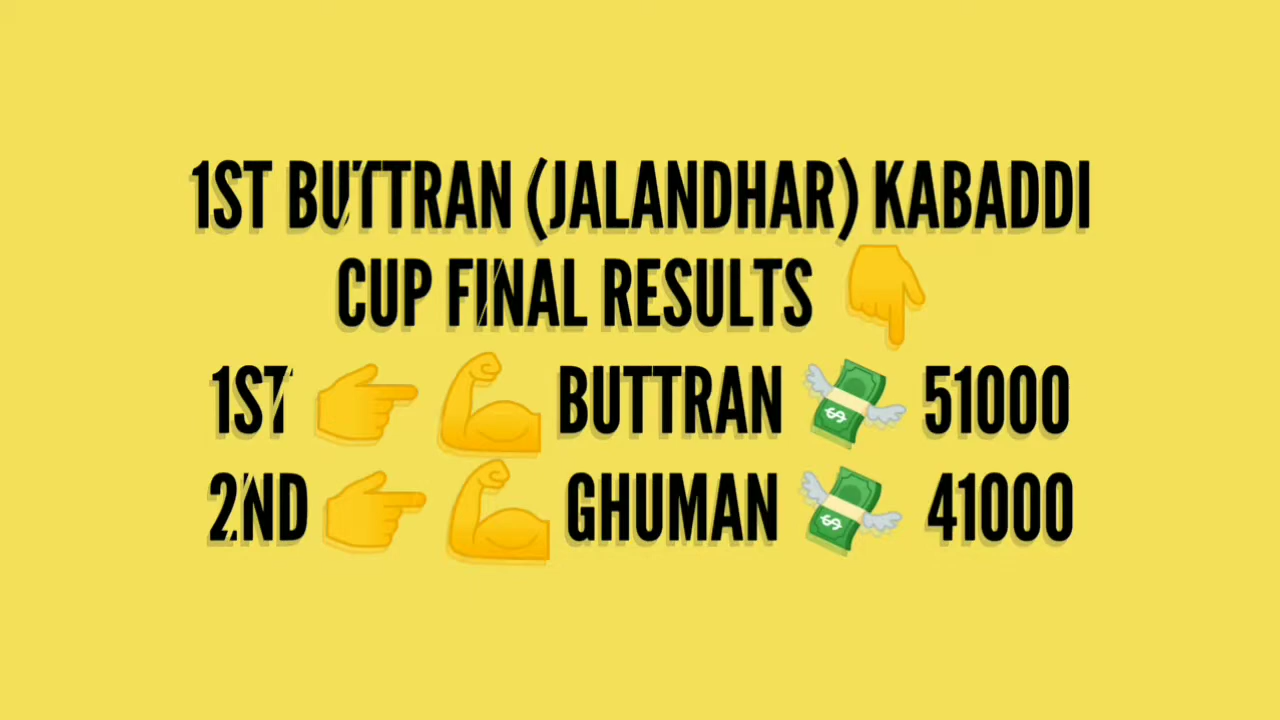 1ST BUTTRAN (JALANDHAR) KABADDI
CUP FINAL RESULTS 👇
1ST 👉 💪 BUTTRAN 💸 51000
2ND 👉 💪 GHUMAN 💸 41000